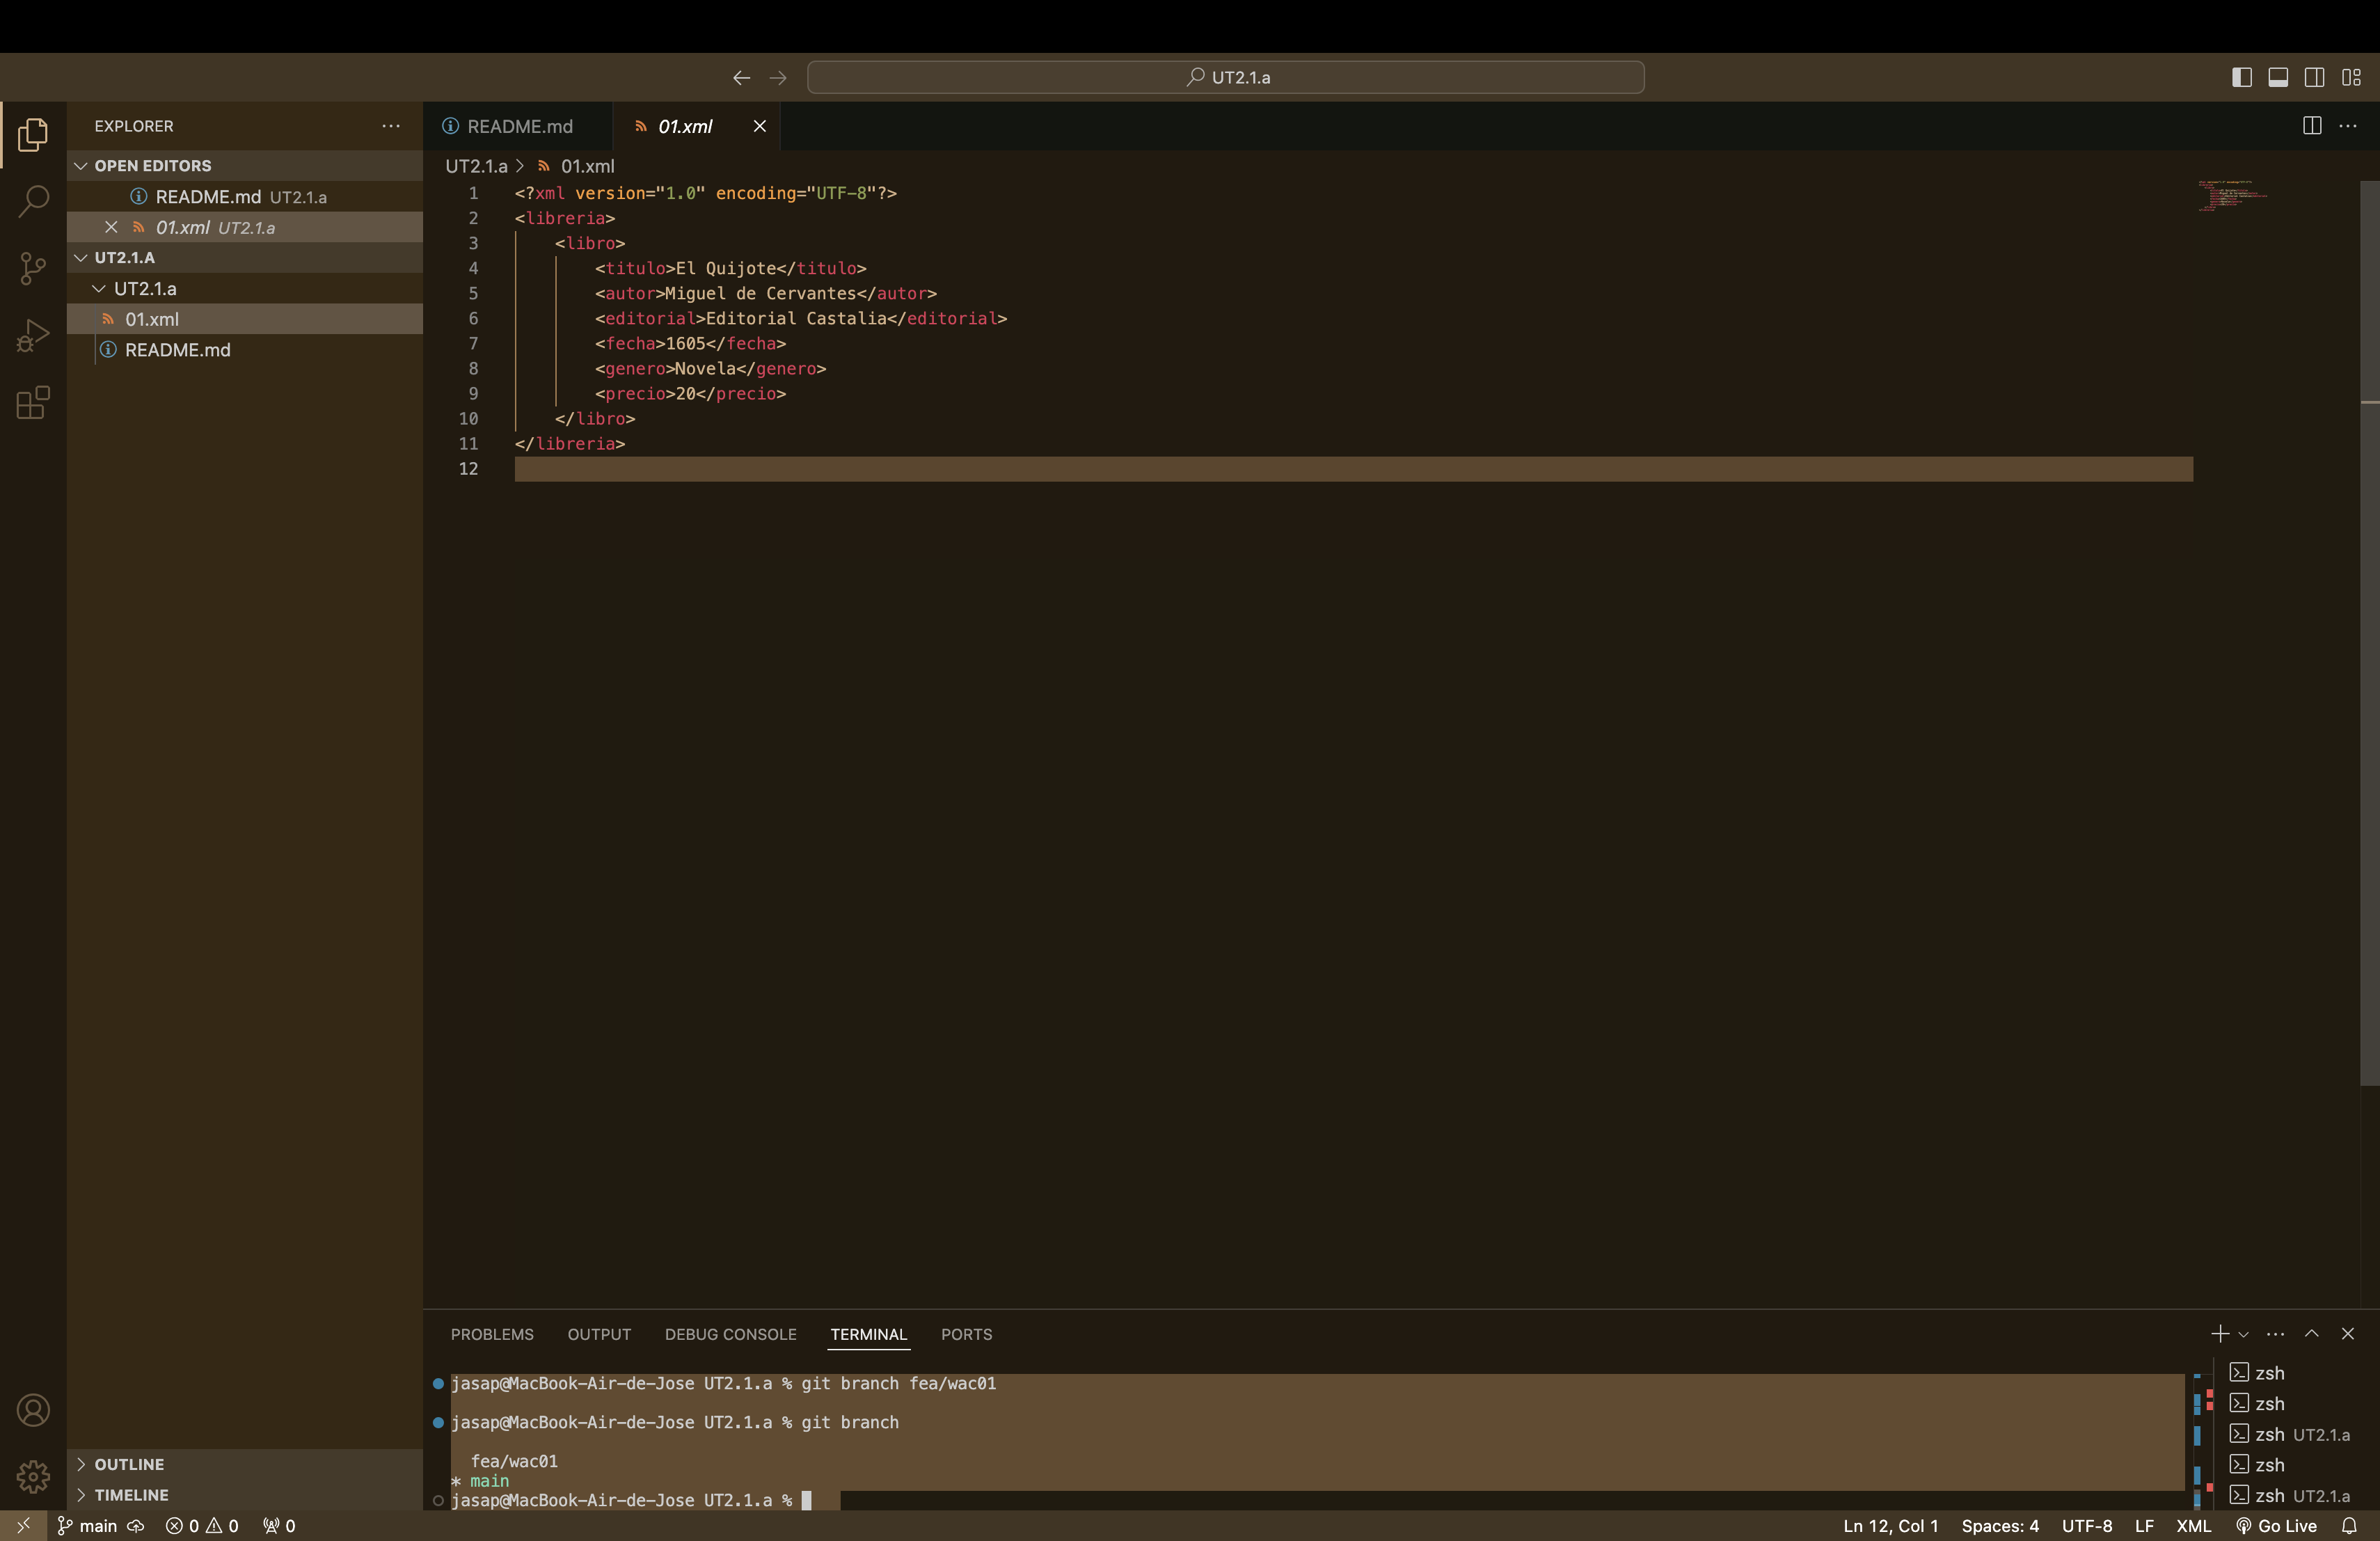 UT2.1.a
EXPLORER
OPEN EDITORS
README.md UT2.1.a
01.xml UT2.1.a
UT2.1.A
UT2.1.a
01.xml
README.md
OUTLINE
TIMELINE
README.md
01.xml
UT2.1.a > 01.xml
1 <?xml version="1.0" encoding="UTF-8"?>
2 <libreria>
3 <libro>
4 <titulo>El Quijote</titulo>
5 <autor>Miguel de Cervantes</autor>
6 <editorial>Editorial Castalia</editorial>
7 <fecha>1605</fecha>
8 <genero>Novela</genero>
9 <precio>20</precio>
10 </libro>
11 </libreria>
12
PROBLEMS OUTPUT DEBUG CONSOLE TERMINAL PORTS
jasap@MacBook-Air-de-Jose UT2.1.a % git branch fea/wac01
jasap@MacBook-Air-de-Jose UT2.1.a % git branch
fea/wac01
* main
jasap@MacBook-Air-de-Jose UT2.1.a %
zsh
zsh
zsh UT2.1.a
zsh
zsh UT2.1.a
main 0 0 0
Ln 12, Col 1 Spaces: 4 UTF-8 LF XML Go Live